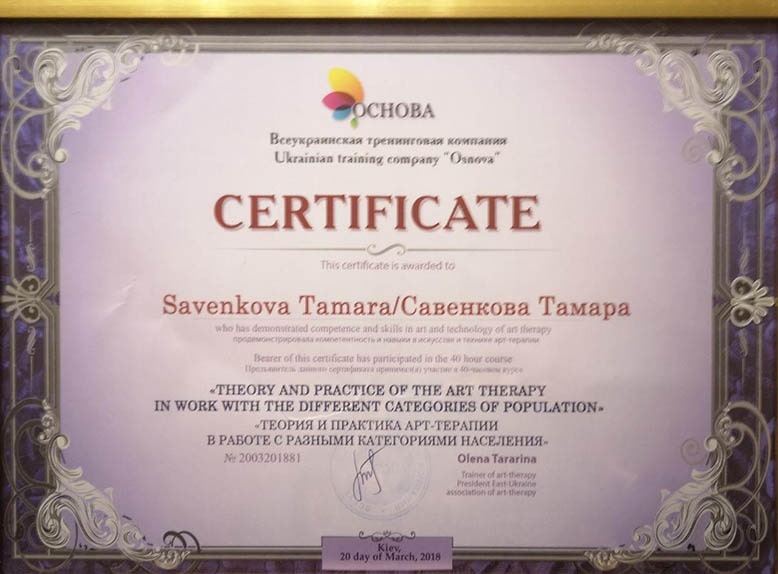 ОСНОВА
Всеукраинская тренинговая компания
Ukrainian training company "Osnova"
CERTIFICATE
This certificate is awarded to
Savenkova Tamara/Савенкова Тамара
who has demonstrated competence and skills in art and technology of art therapy
продемонстрировала компетентность и навыки в искусстве и технике арт-терапии
Bearer of this certificate has participated in the 40 hour course
Предъявитель данного сертификата принимал(а) участие в 40-часовом курсе
«THEORY AND PRACTICE OF THE ART THERAPY
IN WORK WITH THE DIFFERENT CATEGORIES OF POPULATION»
«ТЕОРИЯ И ПРАКТИКА АРТ-ТЕРАПИИ
В РАБОТЕ С РАЗНЫМИ КАТЕГОРИЯМИ НАСЕЛЕНИЯ»
№ 2003201881
Olena Tararina
Trainer of art-therapy
President East-Ukraine
association of art-therapy
Kiev,
20 day of March, 2018